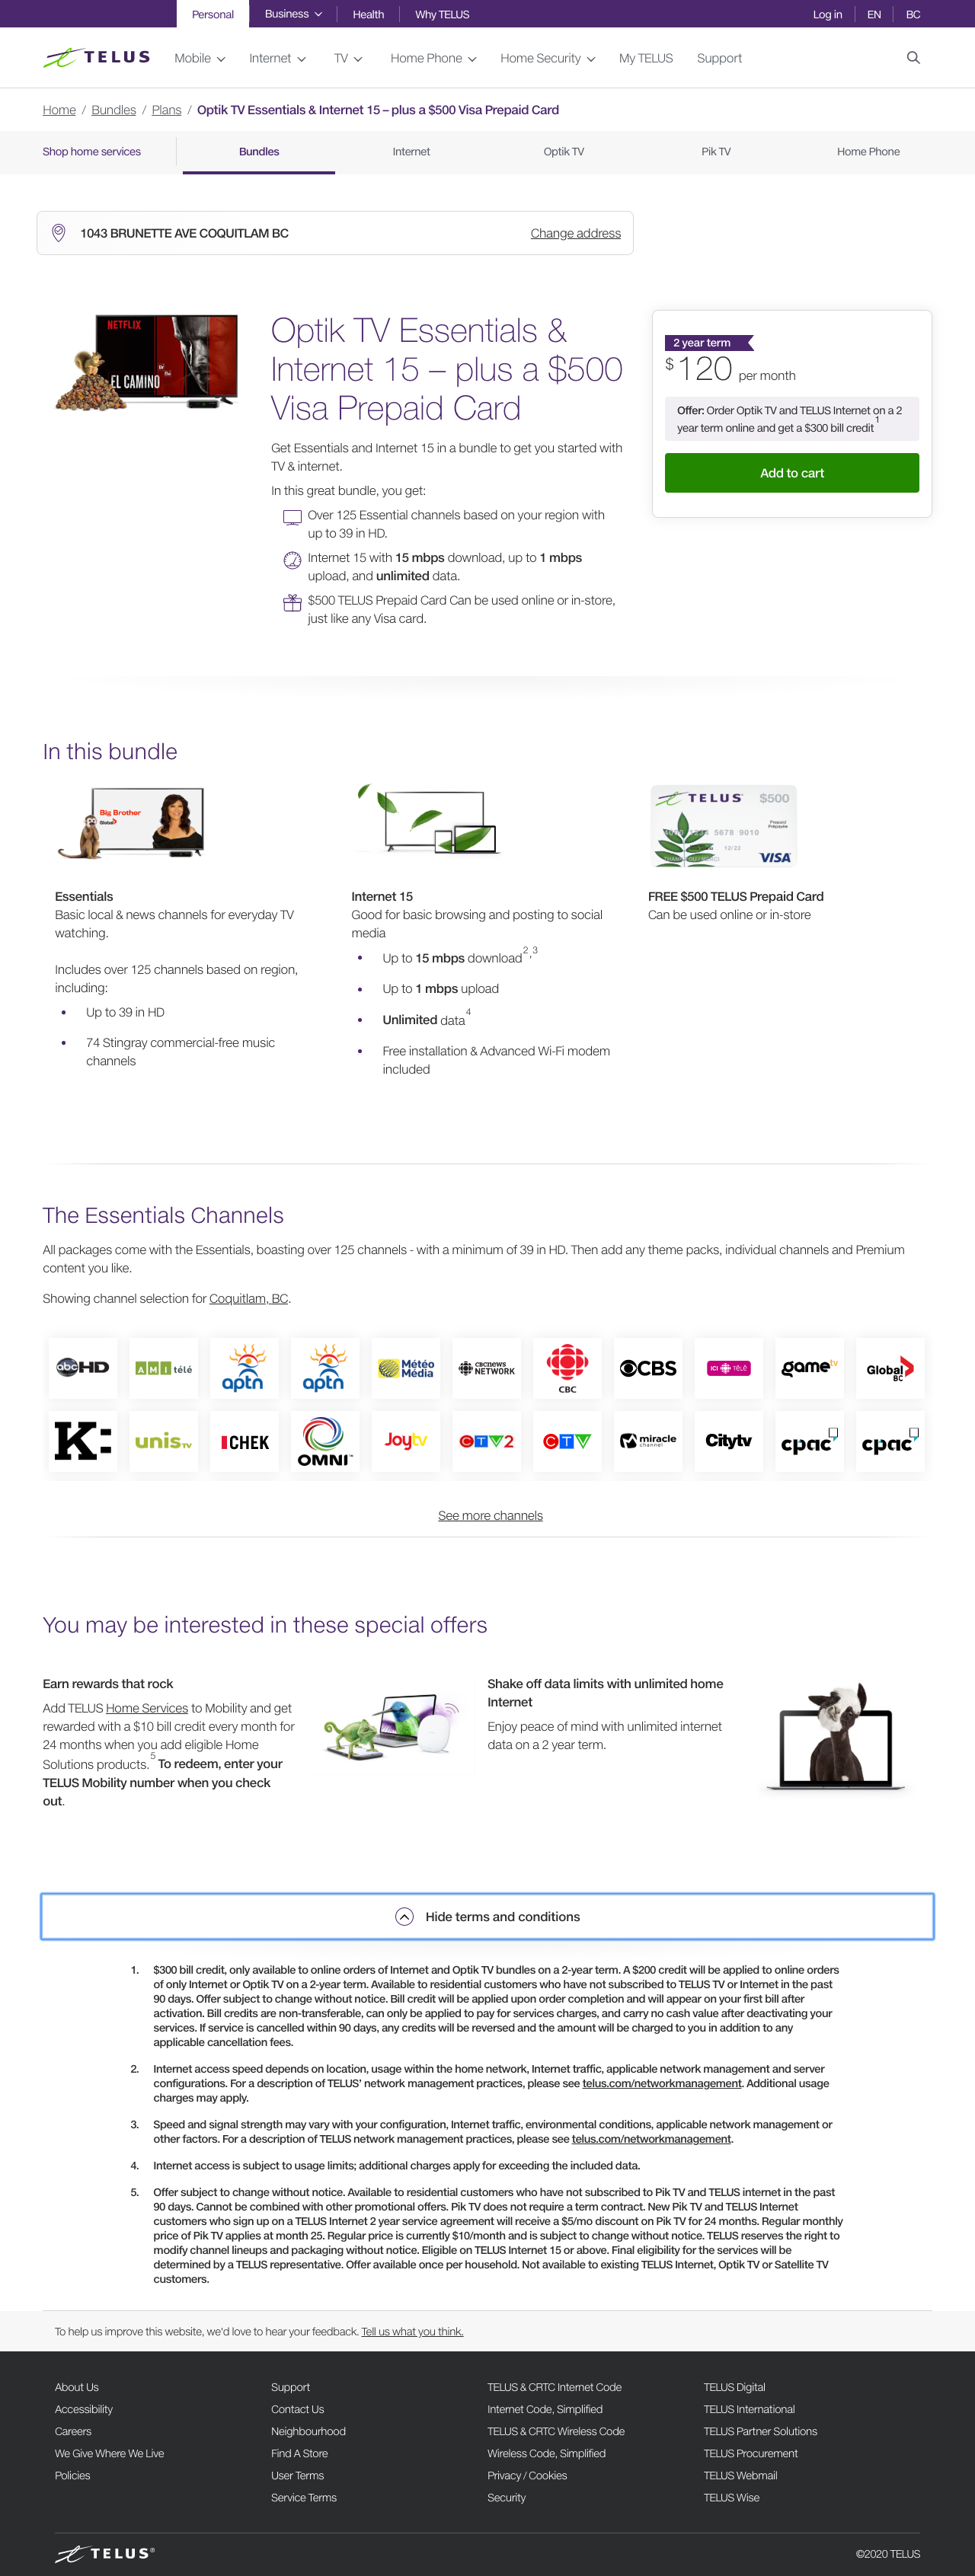 Personal
Business
Health
Why TELUS
Log in
EN
BC
TELUS
Mobile
Internet
TV
Home Phone
Home Security
My TELUS
Support
Home / Bundles / Plans / Optik TV Essentials & Internet 15 – plus a $500 Visa Prepaid Card
Shop home services
Bundles
Internet
Optik TV
Pik TV
Home Phone
1043 BRUNETTE AVE COQUITLAM BC
Change address
NETFLIX
EL CAMINO
Optik TV Essentials &
Internet 15 – plus a $500
Visa Prepaid Card
Get Essentials and Internet 15 in a bundle to get you started with
TV & internet.
In this great bundle, you get:
Over 125 Essential channels based on your region with
up to 39 in HD.
Internet 15 with 15 mbps download, up to 1 mbps
upload, and unlimited data.
$500 TELUS Prepaid Card Can be used online or in-store,
just like any Visa card.
2 year term
$120 per month
Offer: Order Optik TV and TELUS Internet on a 2
year term online and get a $300 bill credit1
Add to cart
In this bundle
Big Brother
Global
TELUS $500
Prepaid
5678 9010
12/22
VISA
Essentials
Basic local & news channels for everyday TV
watching.
Includes over 125 channels based on region,
including:
• Up to 39 in HD
• 74 Stingray commercial-free music
channels
Internet 15
Good for basic browsing and posting to social
media
• Up to 15 mbps download2,3
• Up to 1 mbps upload
• Unlimited data4
• Free installation & Advanced Wi-Fi modem
included
FREE $500 TELUS Prepaid Card
Can be used online or in-store
The Essentials Channels
All packages come with the Essentials, boasting over 125 channels - with a minimum of 39 in HD. Then add any theme packs, individual channels and Premium
content you like.
Showing channel selection for Coquitlam, BC.
abc HD
AMI télé
aptn
aptn
Météo Média
CBC NEWS NETWORK
CBC
CBS
ICI TÉLÉ
game tv
Global BC
K:
unis TV
CHEK
OMNI
Joytv
CTV2
CTV
miracle channel
Citytv
cpac
cpac
See more channels
You may be interested in these special offers
Earn rewards that rock
Add TELUS Home Services to Mobility and get
rewarded with a $10 bill credit every month for
24 months when you add eligible Home
Solutions products.5 To redeem, enter your
TELUS Mobility number when you check
out.
Shake off data limits with unlimited home
Internet
Enjoy peace of mind with unlimited internet
data on a 2 year term.
Hide terms and conditions
1. $300 bill credit, only available to online orders of Internet and Optik TV bundles on a 2-year term. A $200 credit will be applied to online orders
of only Internet or Optik TV on a 2-year term. Available to residential customers who have not subscribed to TELUS TV or Internet in the past
90 days. Offer subject to change without notice. Bill credit will be applied upon order completion and will appear on your first bill after
activation. Bill credits are non-transferable, can only be applied to pay for services charges, and carry no cash value after deactivating your
services. If service is cancelled within 90 days, any credits will be reversed and the amount will be charged to you in addition to any
applicable cancellation fees.
2. Internet access speed depends on location, usage within the home network, Internet traffic, applicable network management and server
configurations. For a description of TELUS’ network management practices, please see telus.com/networkmanagement. Additional usage
charges may apply.
3. Speed and signal strength may vary with your configuration, Internet traffic, environmental conditions, applicable network management or
other factors. For a description of TELUS network management practices, please see telus.com/networkmanagement.
4. Internet access is subject to usage limits; additional charges apply for exceeding the included data.
5. Offer subject to change without notice. Available to residential customers who have not subscribed to Pik TV and TELUS internet in the past
90 days. Cannot be combined with other promotional offers. Pik TV does not require a term contract. New Pik TV and TELUS Internet
customers who sign up on a TELUS Internet 2 year service agreement will receive a $5/mo discount on Pik TV for 24 months. Regular monthly
price of Pik TV applies at month 25. Regular price is currently $10/month and is subject to change without notice. TELUS reserves the right to
modify channel lineups and packaging without notice. Eligible on TELUS Internet 15 or above. Final eligibility for the services will be
determined by a TELUS representative. Offer available once per household. Not available to existing TELUS Internet, Optik TV or Satellite TV
customers.
To help us improve this website, we'd love to hear your feedback. Tell us what you think.
About Us
Accessibility
Careers
We Give Where We Live
Policies
Support
Contact Us
Neighbourhood
Find A Store
User Terms
Service Terms
TELUS & CRTC Internet Code
Internet Code, Simplified
TELUS & CRTC Wireless Code
Wireless Code, Simplified
Privacy / Cookies
Security
TELUS Digital
TELUS International
TELUS Partner Solutions
TELUS Procurement
TELUS Webmail
TELUS Wise
TELUS®
©2020 TELUS